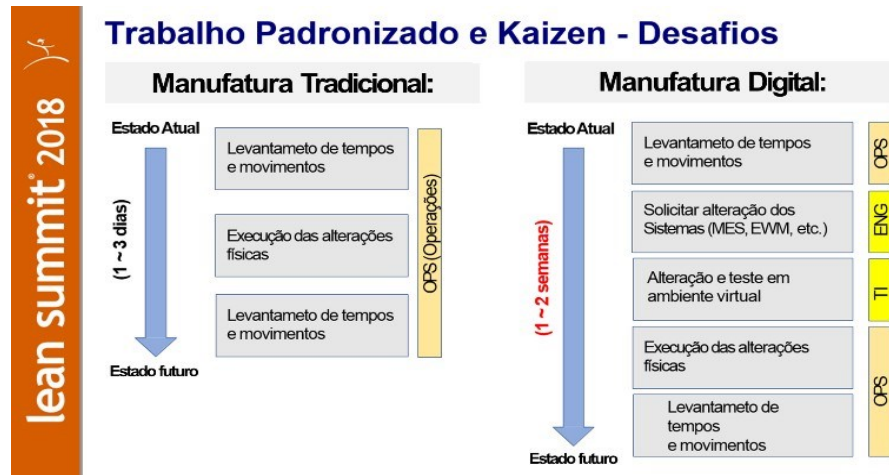 lean summit® 2018
Trabalho Padronizado e Kaizen - Desafios
Manufatura Tradicional:
Estado Atual
(1 ~ 3 dias)
Levantameto de tempos
e movimentos
Execução das alterações
físicas
Levantameto de tempos
e movimentos
OPS (Operações)
Estado futuro
Manufatura Digital:
Estado Atual
(1 ~ 2 semanas)
Levantameto de tempos
e movimentos
OPS
Solicitar alteração dos
Sistemas (MES, EWM, etc.)
ENG
Alteração e teste em
ambiente virtual
TI
Execução das alterações
físicas
Levantameto de
tempos
e movimentos
OPS
Estado futuro